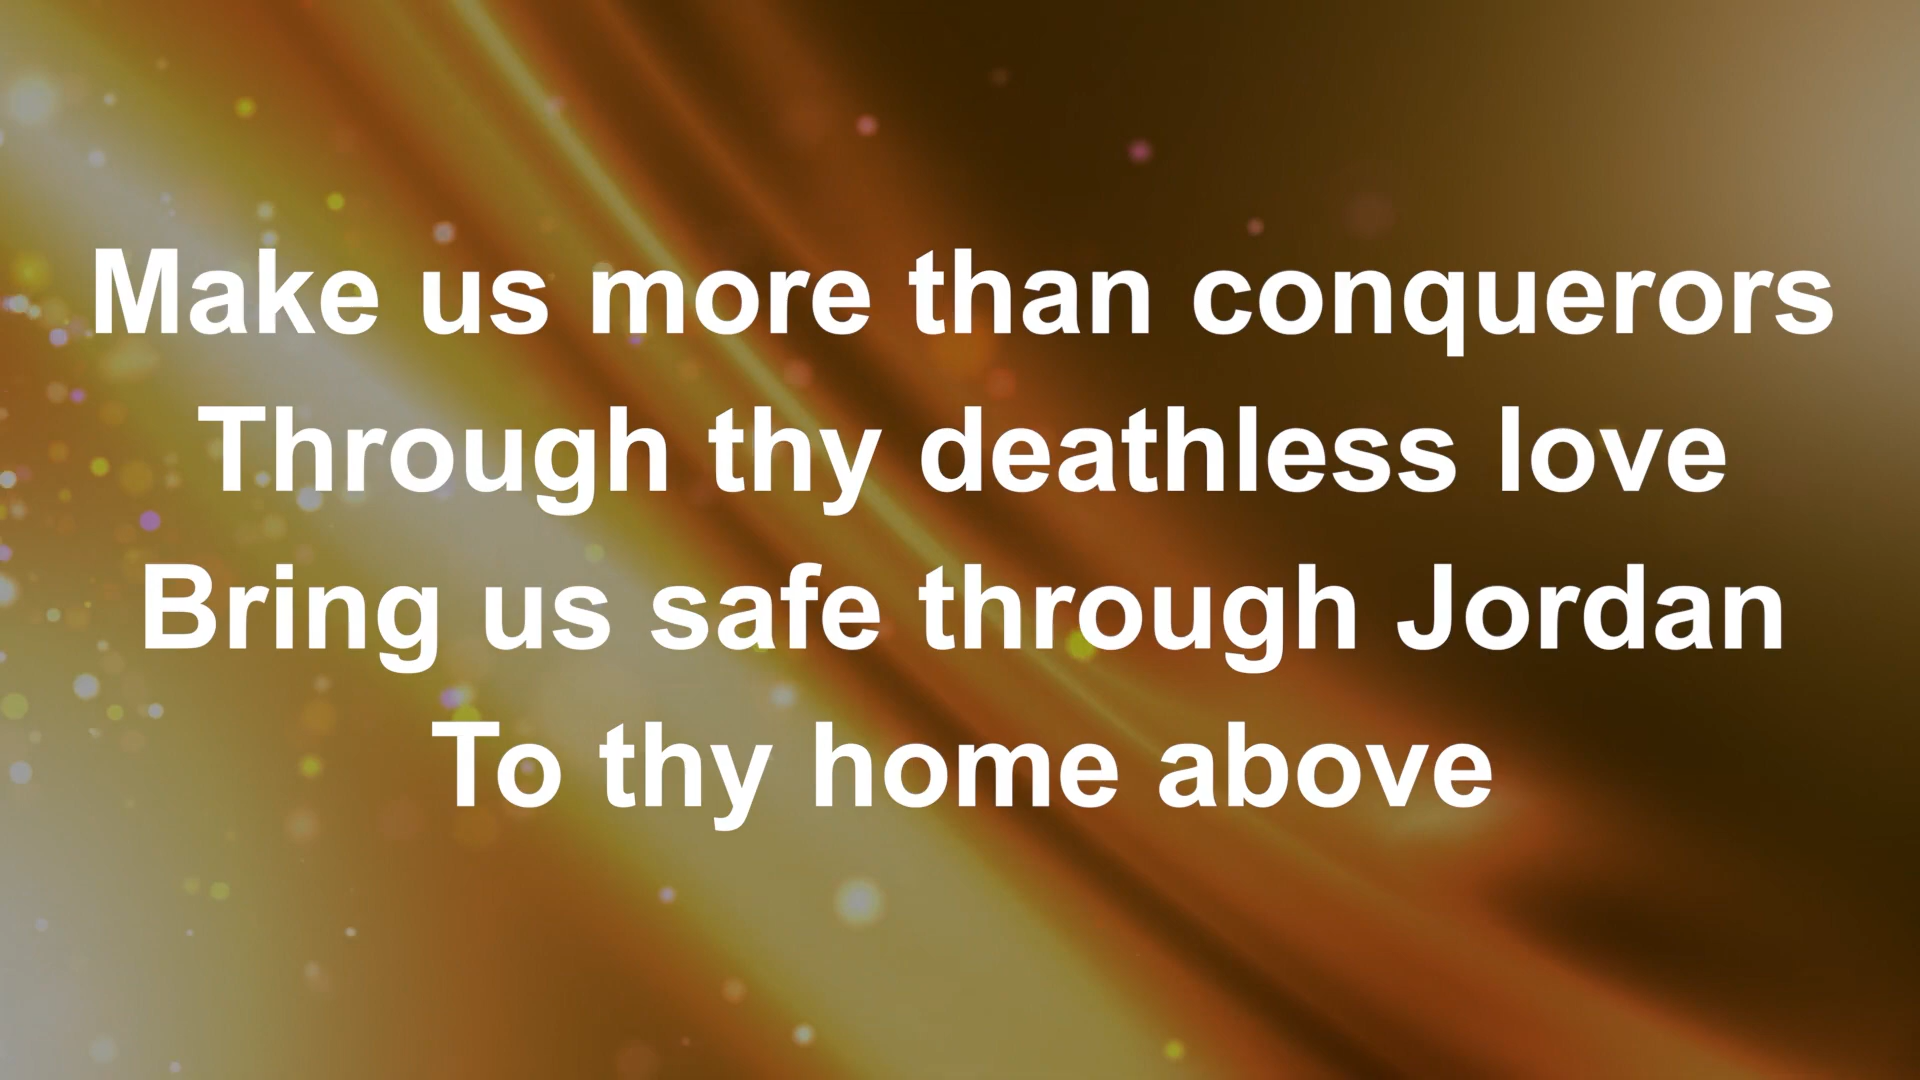 Make us more than conquerors
Through thy deathless love
Bring us safe through Jordan
To thy home above